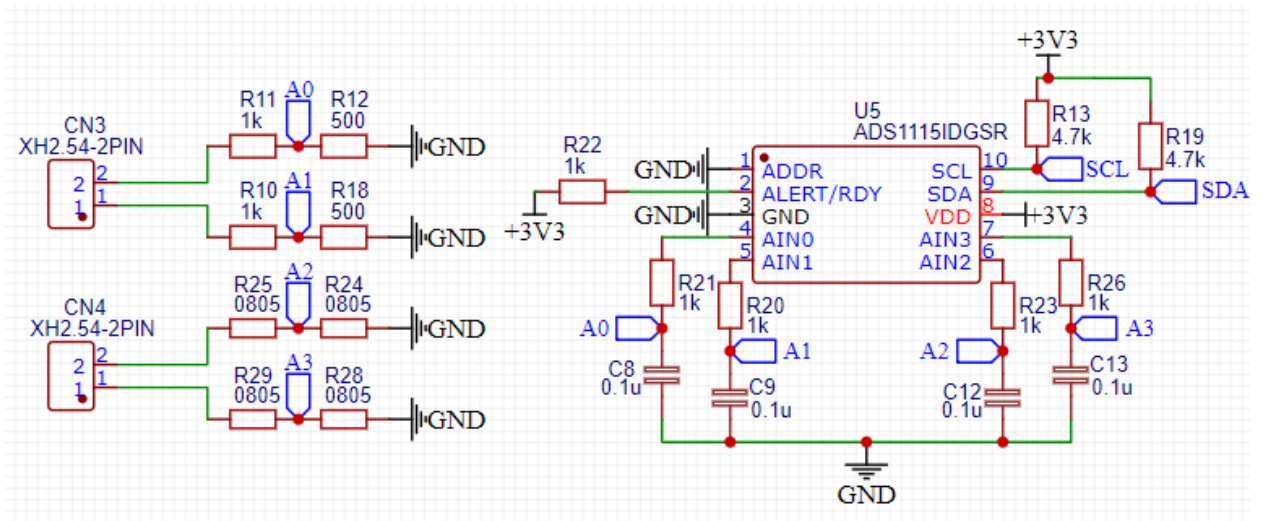 CN3
XH2.54-2PIN
2
1
2
1
R11
1k
A0
R12
500
GND
R10
1k
A1
R18
500
GND
CN4
XH2.54-2PIN
2
1
2
1
R25
0805
A2
R24
0805
GND
R29
0805
A3
R28
0805
GND
+3V3
R13
4.7k
R19
4.7k
SCL
SDA
U5
ADS1115IDGSR
R22
1k
+3V3
GND
GND
1
2
3
4
5
ADDR
ALERT/RDY
GND
AIN0
AIN1
SCL
SDA
VDD
AIN3
AIN2
10
9
8
7
6
+3V3
R21
1k
R20
1k
R23
1k
R26
1k
A0
A1
A2
A3
C8
0.1u
C9
0.1u
C12
0.1u
C13
0.1u
GND